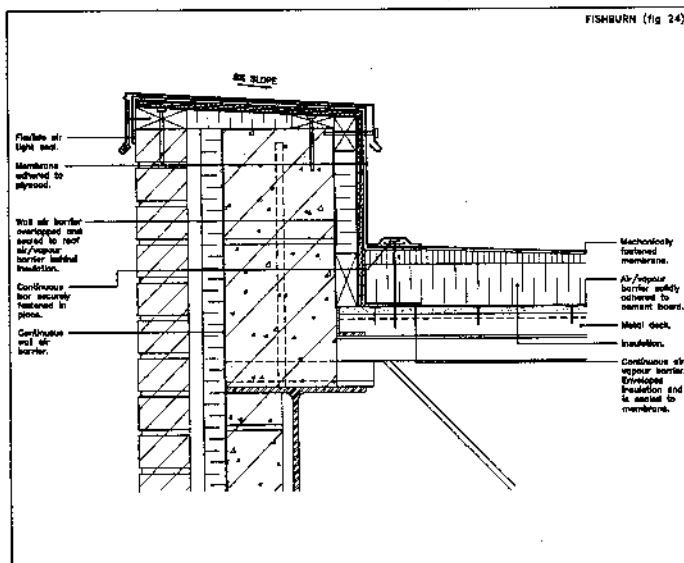 FISHBURN (fig 24)
8% SLOPE
Flexible air
tight seal.
Membrane
adhered to
plywood.
Wall air barrier
overlapped and
sealed to roof
air/vapour
barrier behind
insulation.
Continuous
bar securely
fastened in
place.
Continuous
wall air
barrier.
Mechanically
fastened
membrane.
Air/vapour
barrier solidly
adhered to
cement board.
Metal deck.
Insulation.
Continuous air
vapour barrier.
Envelopes
insulation and
is sealed to
membrane.